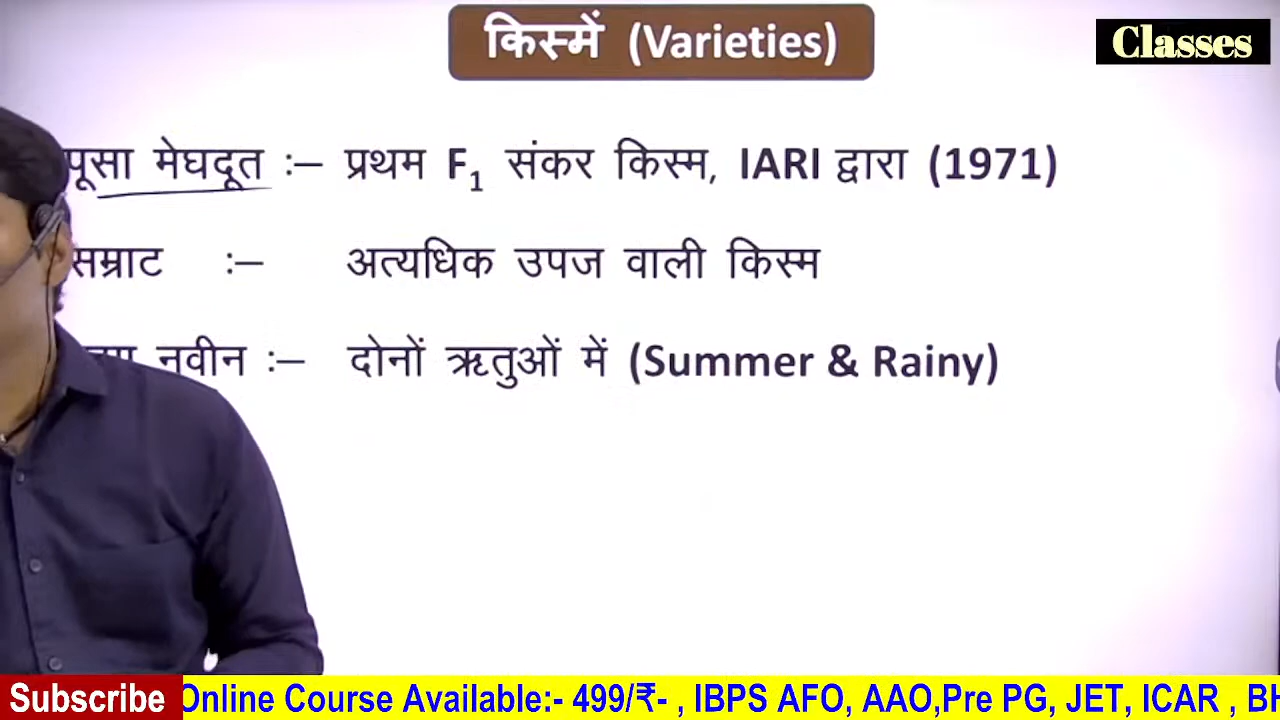 किस्में (Varieties)
Classes
पूसा मेघदूत :– प्रथम F₁ संकर किस्म, IARI द्वारा (1971)
सम्राट :– अत्यधिक उपज वाली किस्म
नवीन :– दोनों ऋतुओं में (Summer & Rainy)
Subscribe Online Course Available:- 499/₹- , IBPS AFO, AAO,Pre PG, JET, ICAR , BH